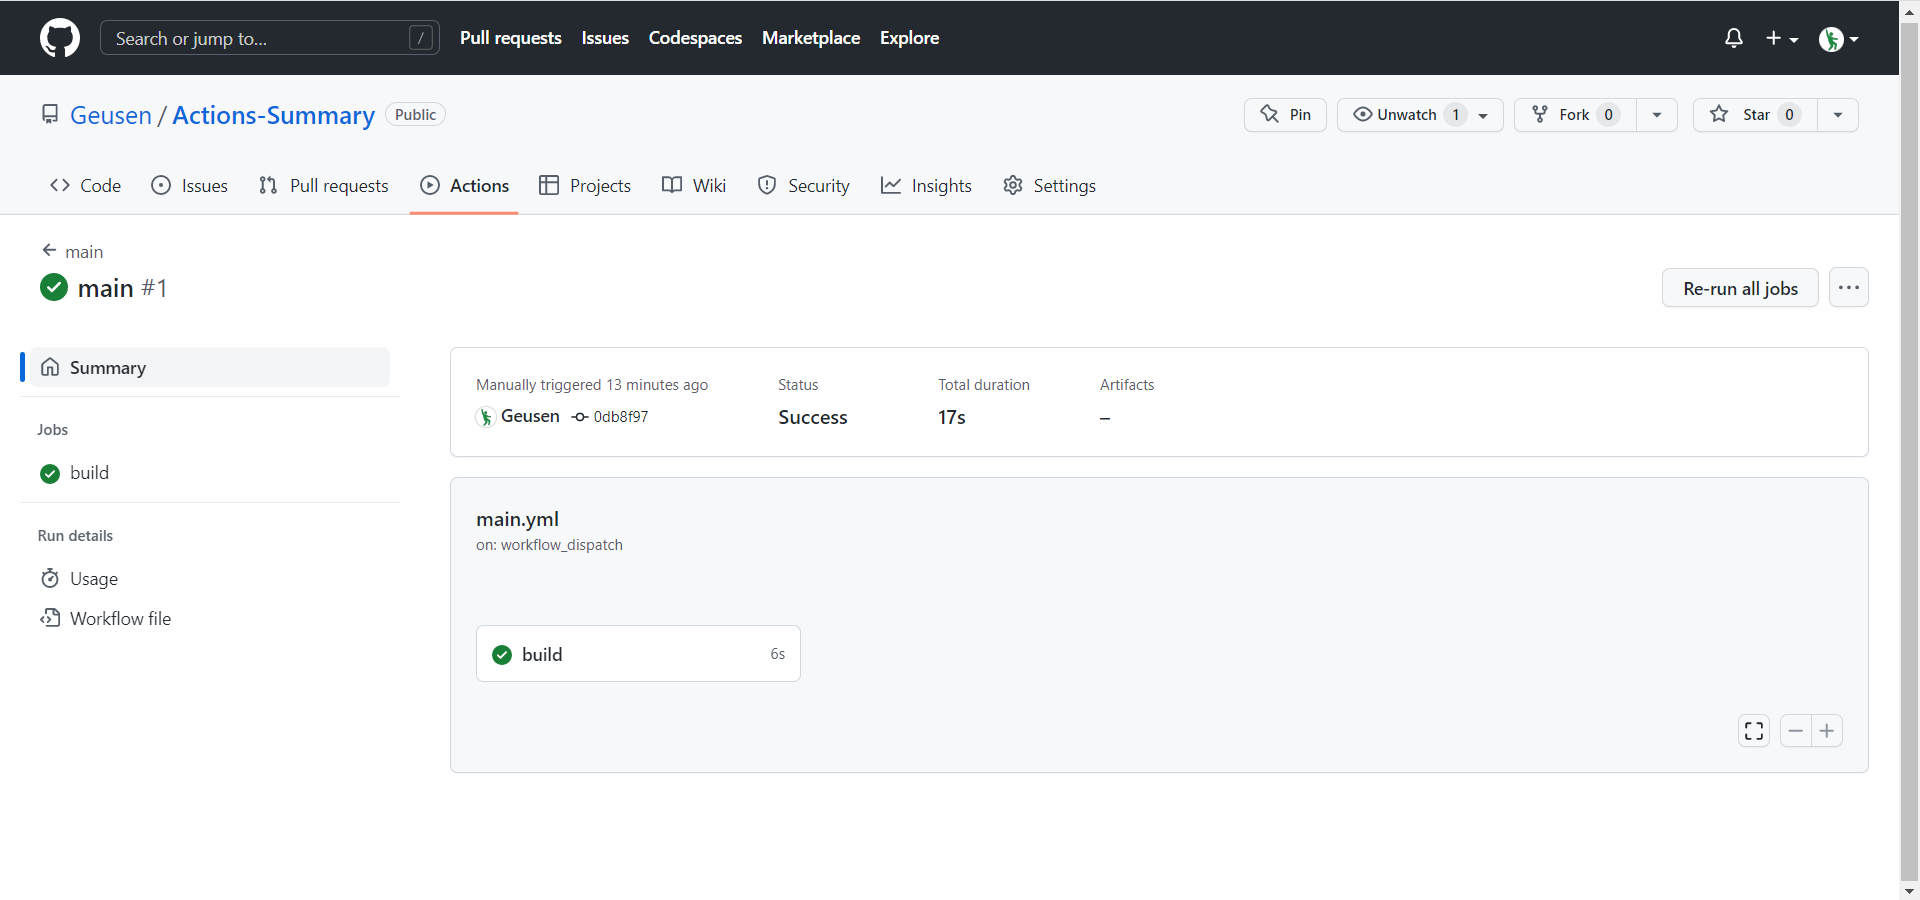 Search or jump to... /
Pull requests Issues Codespaces Marketplace Explore
Geusen / Actions-Summary Public
Pin Unwatch 1 Fork 0 Star 0
Code Issues Pull requests Actions Projects Wiki Security Insights Settings
main
main #1
Re-run all jobs
Summary
Jobs
build
Run details
Usage
Workflow file
Manually triggered 13 minutes ago
Geusen 0db8f97
Status
Success
Total duration
17s
Artifacts
–
main.yml
on: workflow_dispatch
build 6s